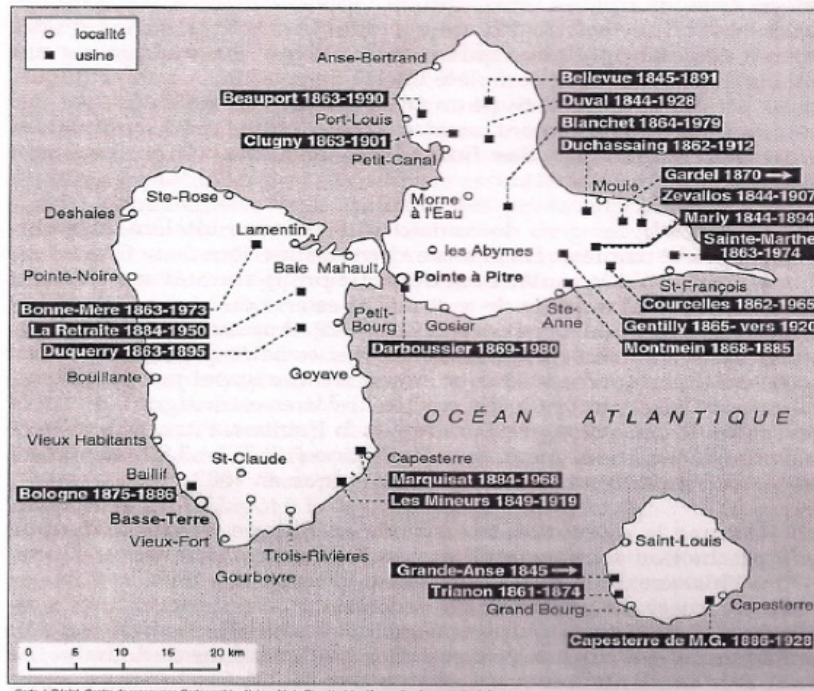 localité
usine
Anse-Bertrand
Beauport 1863-1990
Port-Louis
Clugny 1863-1901
Petit-Canal
Bellevue 1845-1891
Duval 1844-1928
Blanchet 1864-1979
Duchassaing 1862-1912
Gardel 1870 →
Moule
Zevallos 1844-1907
Marly 1844-1894
Sainte-Marthe
1863-1974
Morne
à l'Eau
les Abymes
Pointe à Pitre
St-François
Ste-Anne
Gosier
Courcelles 1862-1965
Gentilly 1865- vers 1920
Montmein 1868-1885
Darboussier 1869-1980
Ste-Rose
Deshaies
Lamentin
Baie Mahault
Pointe-Noire
Bonne-Mère 1863-1973
La Retraite 1884-1950
Duquerry 1863-1895
Petit-Bourg
Goyave
Bouillante
OCÉAN ATLANTIQUE
Vieux Habitants
St-Claude
Capesterre
Baillif
Marquisat 1884-1968
Bologne 1875-1886
Les Mineurs 1849-1919
Basse-Terre
Vieux-Fort
Trois-Rivières
Gourbeyre
Saint-Louis
Grande-Anse 1845 →
Trianon 1861-1874
Grand Bourg
Capesterre
Capesterre de M.G. 1886-1928
0 5 10 15 20 km